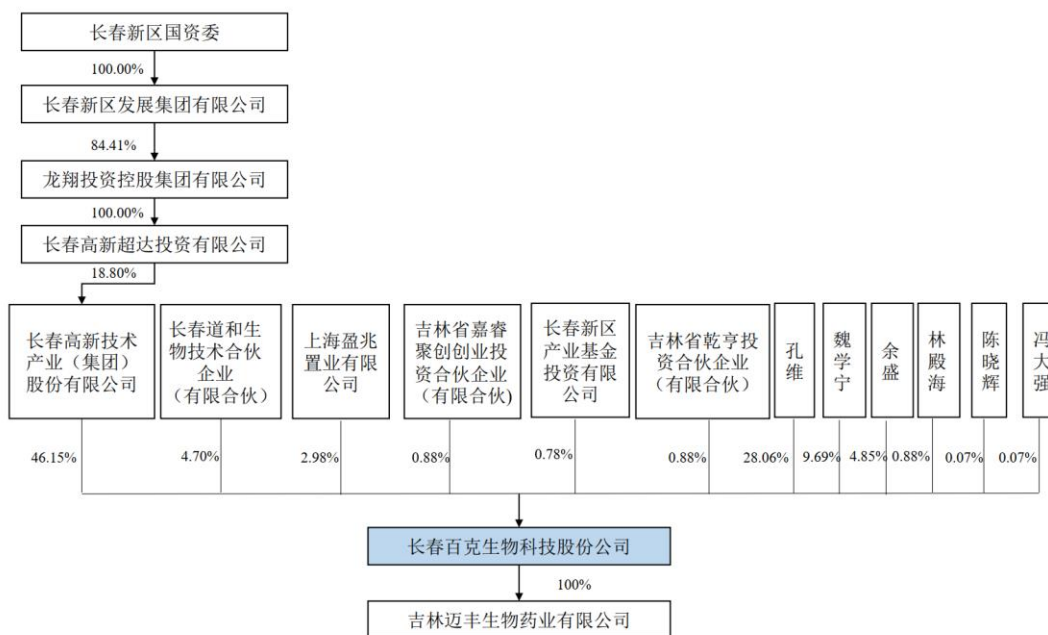 长春新区国资委
100.00%
长春新区发展集团有限公司
84.41%
龙翔投资控股集团有限公司
100.00%
长春高新超达投资有限公司
18.80%
长春高新技术
产业（集团）
股份有限公司
长春道和生
物技术合伙
企业
（有限合伙）
上海盈兆
置业有限
公司
吉林省嘉睿
聚创创业投
资合伙企业
（有限合伙)
长春新区
产业基金
投资有限
公司
吉林省乾亨投
资合伙企业
（有限合伙）
孔维
魏学宁
余盛
林殿海
陈晓辉
冯大强
46.15%
4.70%
2.98%
0.88%
0.78%
0.88%
28.06%
9.69%
4.85%
0.88%
0.07%
0.07%
长春百克生物科技股份公司
100%
吉林迈丰生物药业有限公司